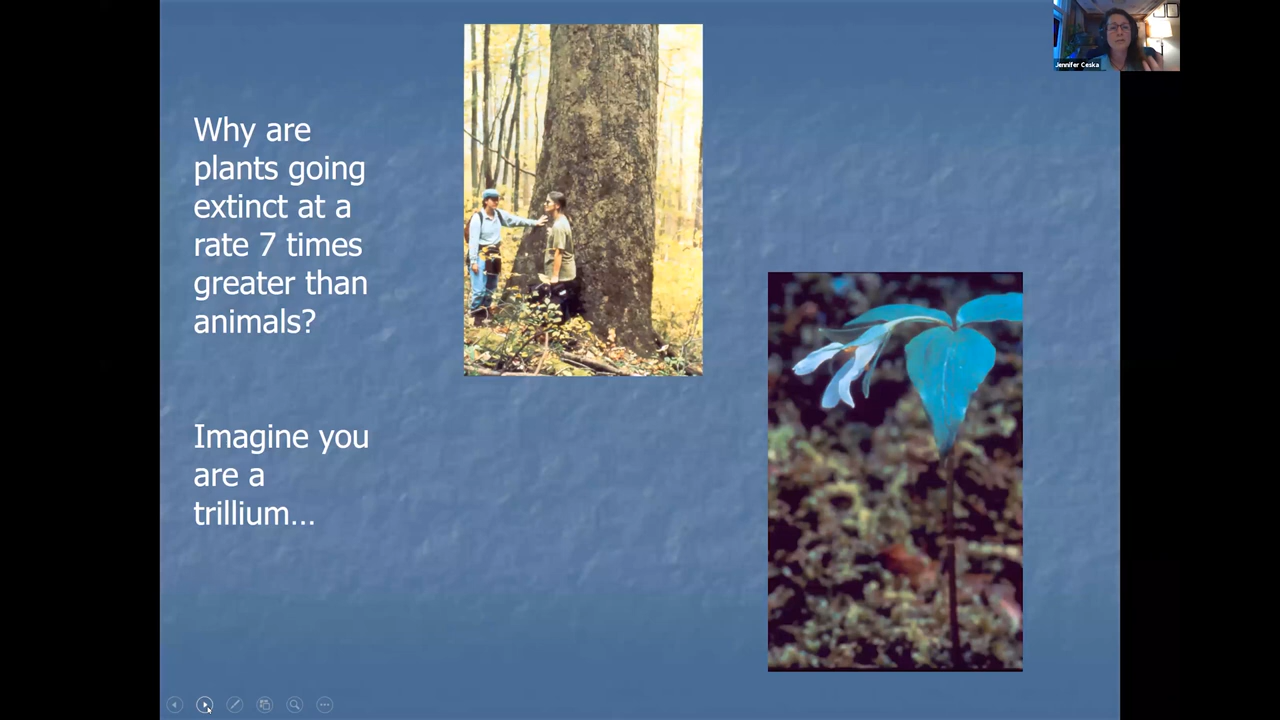 Why are
plants going
extinct at a
rate 7 times
greater than
animals?
Imagine you
are a
trillium...
Jennifer Ceska